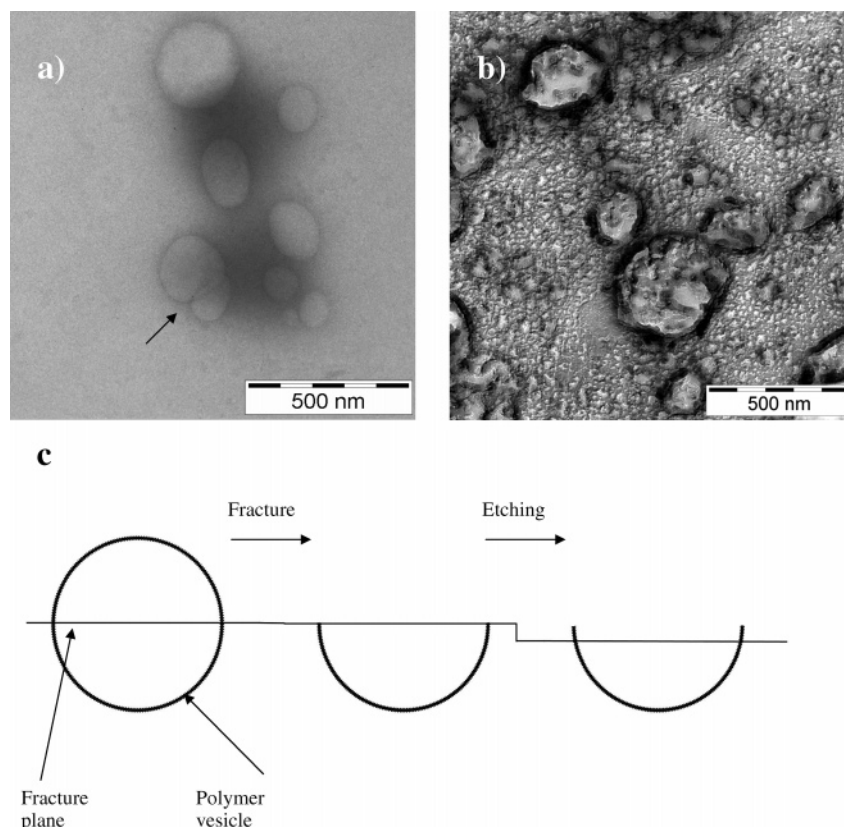 a)
b)
500 nm
500 nm
c
Fracture
Etching
Fracture
plane
Polymer
vesicle